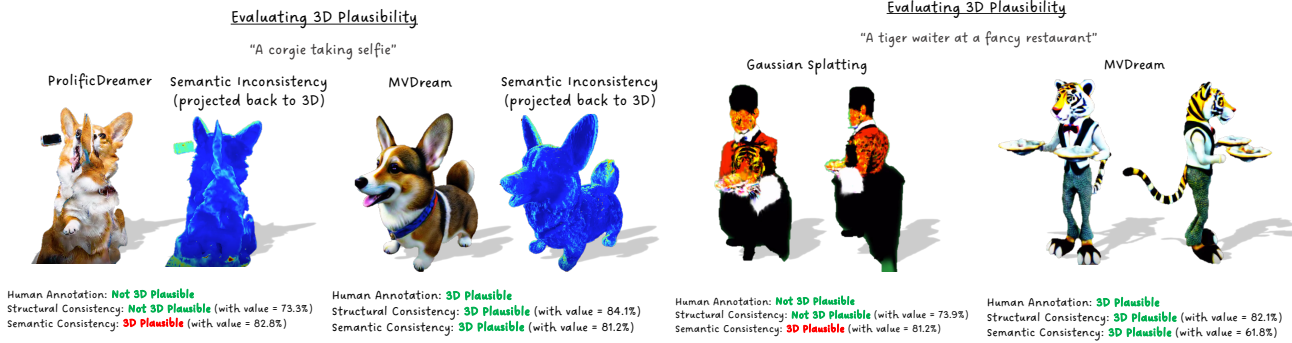 Evaluating 3D Plausibility
"A corgie taking selfie"
ProlificDreamer
Semantic Inconsistency
(projected back to 3D)
MVDream
Semantic Inconsistency
(projected back to 3D)
Human Annotation: Not 3D Plausible
Structural Consistency: Not 3D Plausible (with value = 73.3%)
Semantic Consistency: 3D Plausible (with value = 82.8%)
Human Annotation: 3D Plausible
Structural Consistency: 3D Plausible (with value = 84.1%)
Semantic Consistency: 3D Plausible (with value = 81.2%)
Evaluating 3D Plausibility
"A tiger waiter at a fancy restaurant"
Gaussian Splatting
MVDream
Human Annotation: Not 3D Plausible
Structural Consistency: Not 3D Plausible (with value = 73.9%)
Semantic Consistency: 3D Plausible (with value = 81.2%)
Human Annotation: 3D Plausible
Structural Consistency: 3D Plausible (with value = 82.1%)
Semantic Consistency: 3D Plausible (with value = 61.8%)